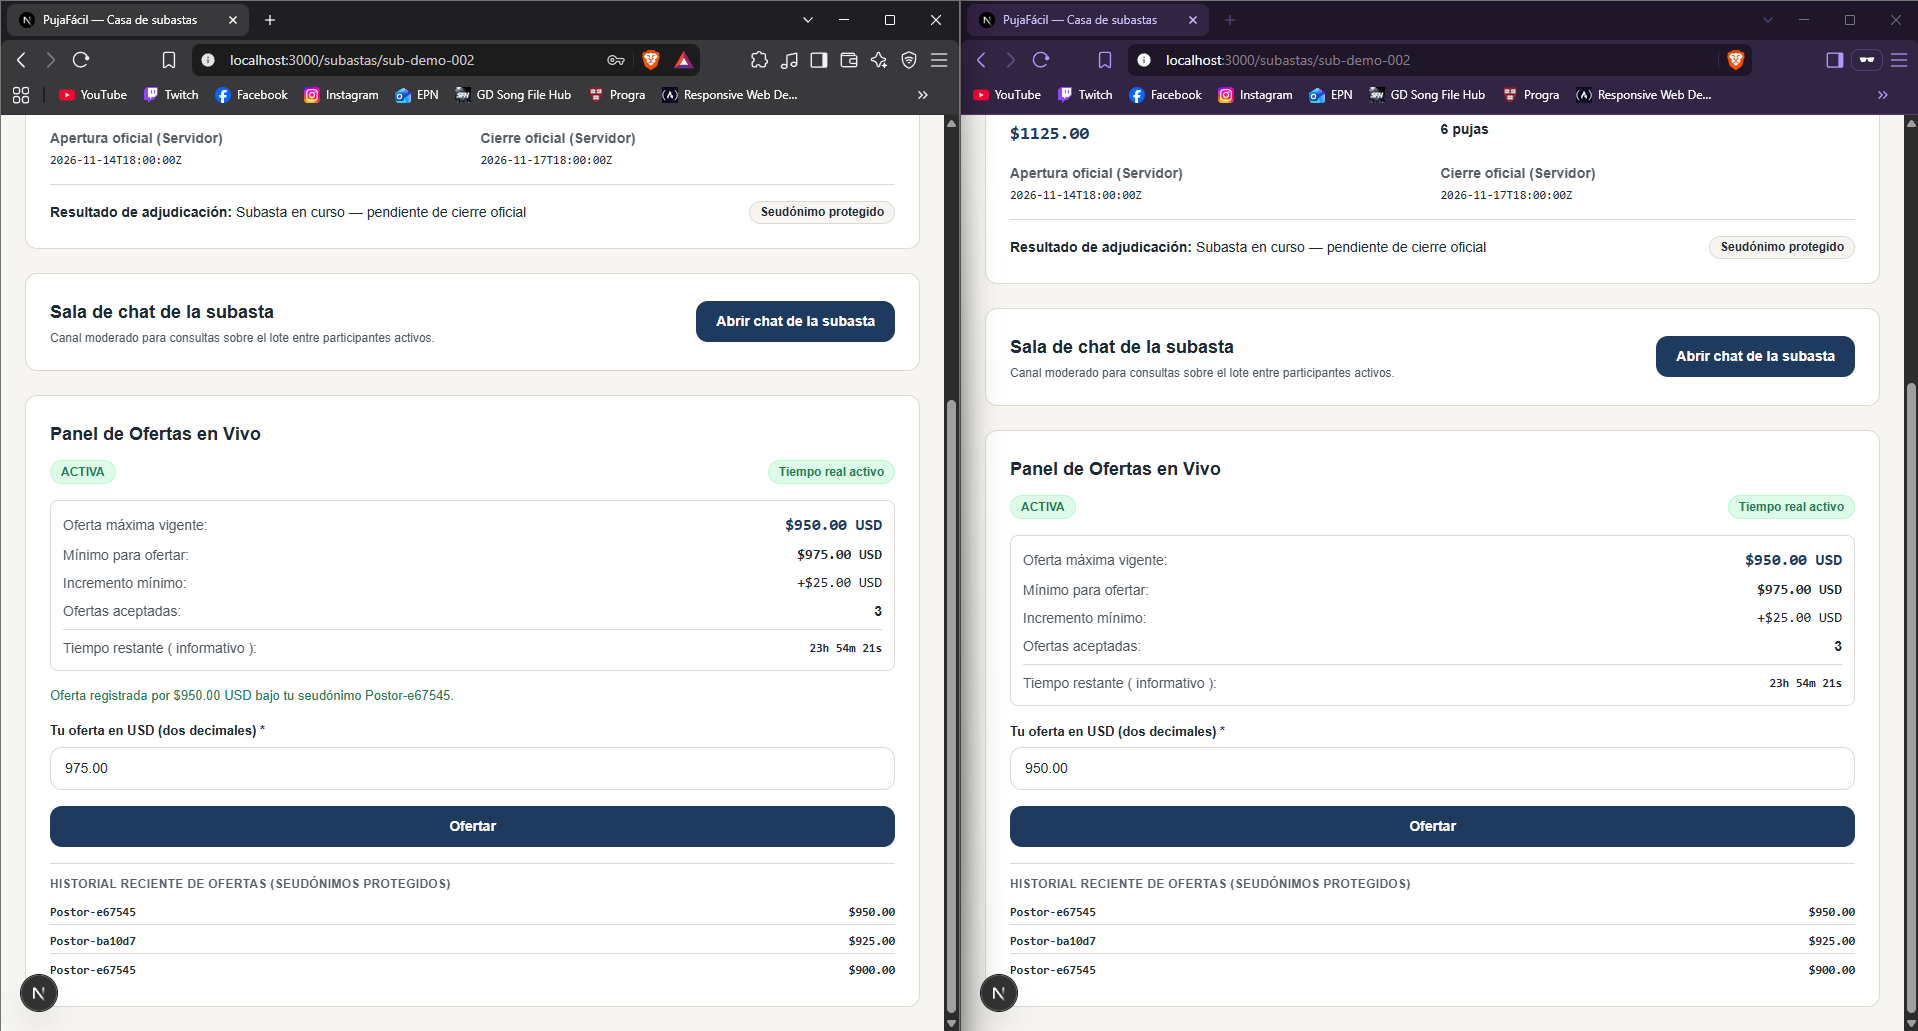 PujaFácil — Casa de subastas
localhost:3000/subastas/sub-demo-002
YouTube
Twitch
Facebook
Instagram
EPN
GD Song File Hub
Progra
Responsive Web De...
Apertura oficial (Servidor)
Cierre oficial (Servidor)
2026-11-14T18:00:00Z
2026-11-17T18:00:00Z
Resultado de adjudicación: Subasta en curso — pendiente de cierre oficial
Seudónimo protegido
Sala de chat de la subasta
Canal moderado para consultas sobre el lote entre participantes activos.
Abrir chat de la subasta
Panel de Ofertas en Vivo
ACTIVA
Tiempo real activo
Oferta máxima vigente:
$950.00 USD
Mínimo para ofertar:
$975.00 USD
Incremento mínimo:
+$25.00 USD
Ofertas aceptadas:
3
Tiempo restante ( informativo ):
23h 54m 21s
Oferta registrada por $950.00 USD bajo tu seudónimo Postor-e67545.
Tu oferta en USD (dos decimales) *
975.00
Ofertar
HISTORIAL RECIENTE DE OFERTAS (SEUDÓNIMOS PROTEGIDOS)
Postor-e67545
$950.00
Postor-ba10d7
$925.00
Postor-e67545
$900.00
N
PujaFácil — Casa de subastas
localhost:3000/subastas/sub-demo-002
YouTube
Twitch
Facebook
Instagram
EPN
GD Song File Hub
Progra
Responsive Web De...
$1125.00
6 pujas
Apertura oficial (Servidor)
Cierre oficial (Servidor)
2026-11-14T18:00:00Z
2026-11-17T18:00:00Z
Resultado de adjudicación: Subasta en curso — pendiente de cierre oficial
Seudónimo protegido
Sala de chat de la subasta
Canal moderado para consultas sobre el lote entre participantes activos.
Abrir chat de la subasta
Panel de Ofertas en Vivo
ACTIVA
Tiempo real activo
Oferta máxima vigente:
$950.00 USD
Mínimo para ofertar:
$975.00 USD
Incremento mínimo:
+$25.00 USD
Ofertas aceptadas:
3
Tiempo restante ( informativo ):
23h 54m 21s
Tu oferta en USD (dos decimales) *
950.00
Ofertar
HISTORIAL RECIENTE DE OFERTAS (SEUDÓNIMOS PROTEGIDOS)
Postor-e67545
$950.00
Postor-ba10d7
$925.00
Postor-e67545
$900.00
N